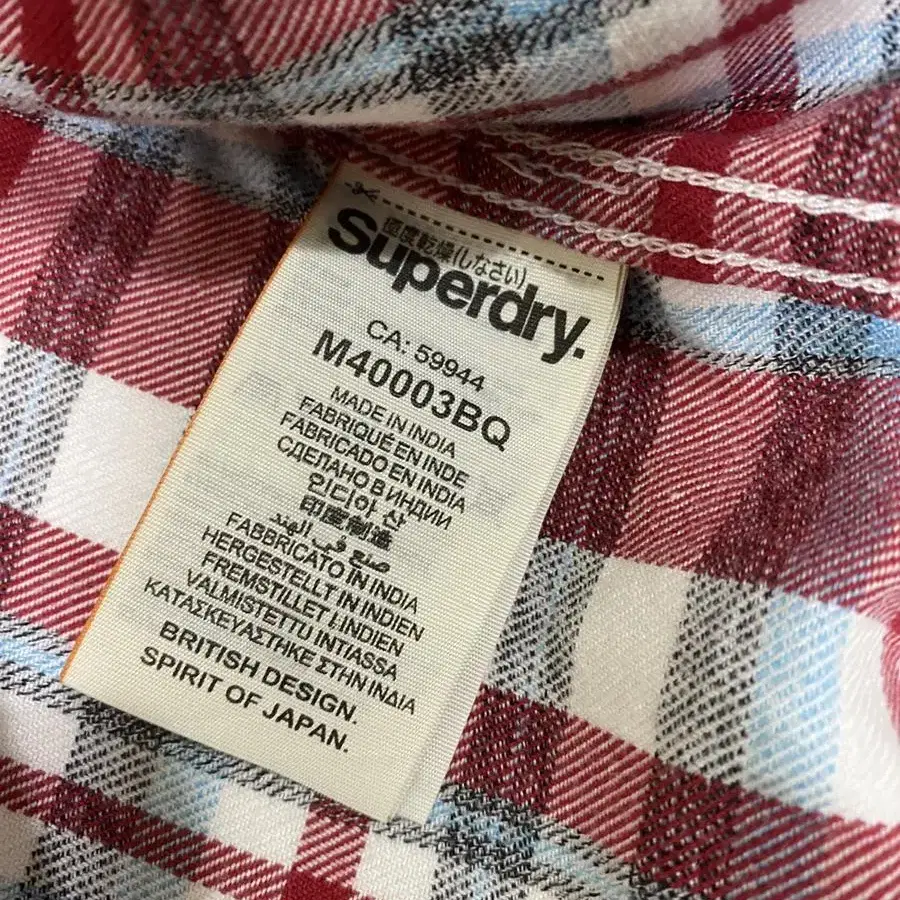 Superdry.
極度乾燥(しなさい)
CA: 59944
M40003BQ
MADE IN INDIA
FABRIQUÉ EN INDE
FABRICADO EN INDIA
СДЕЛАНО В ИНДИИ
인디아 산
印度制造
صنع في الهند
FABBRICATO IN INDIA
HERGESTELLT IN INDIEN
FREMSTILLET I INDIEN
VALMISTETTU INTIASSA
ΚΑΤΑΣΚΕΥΑΣΤΗΚΕ ΣΤΗΝ ΙΝΔΙΑ
BRITISH DESIGN.
SPIRIT OF JAPAN.